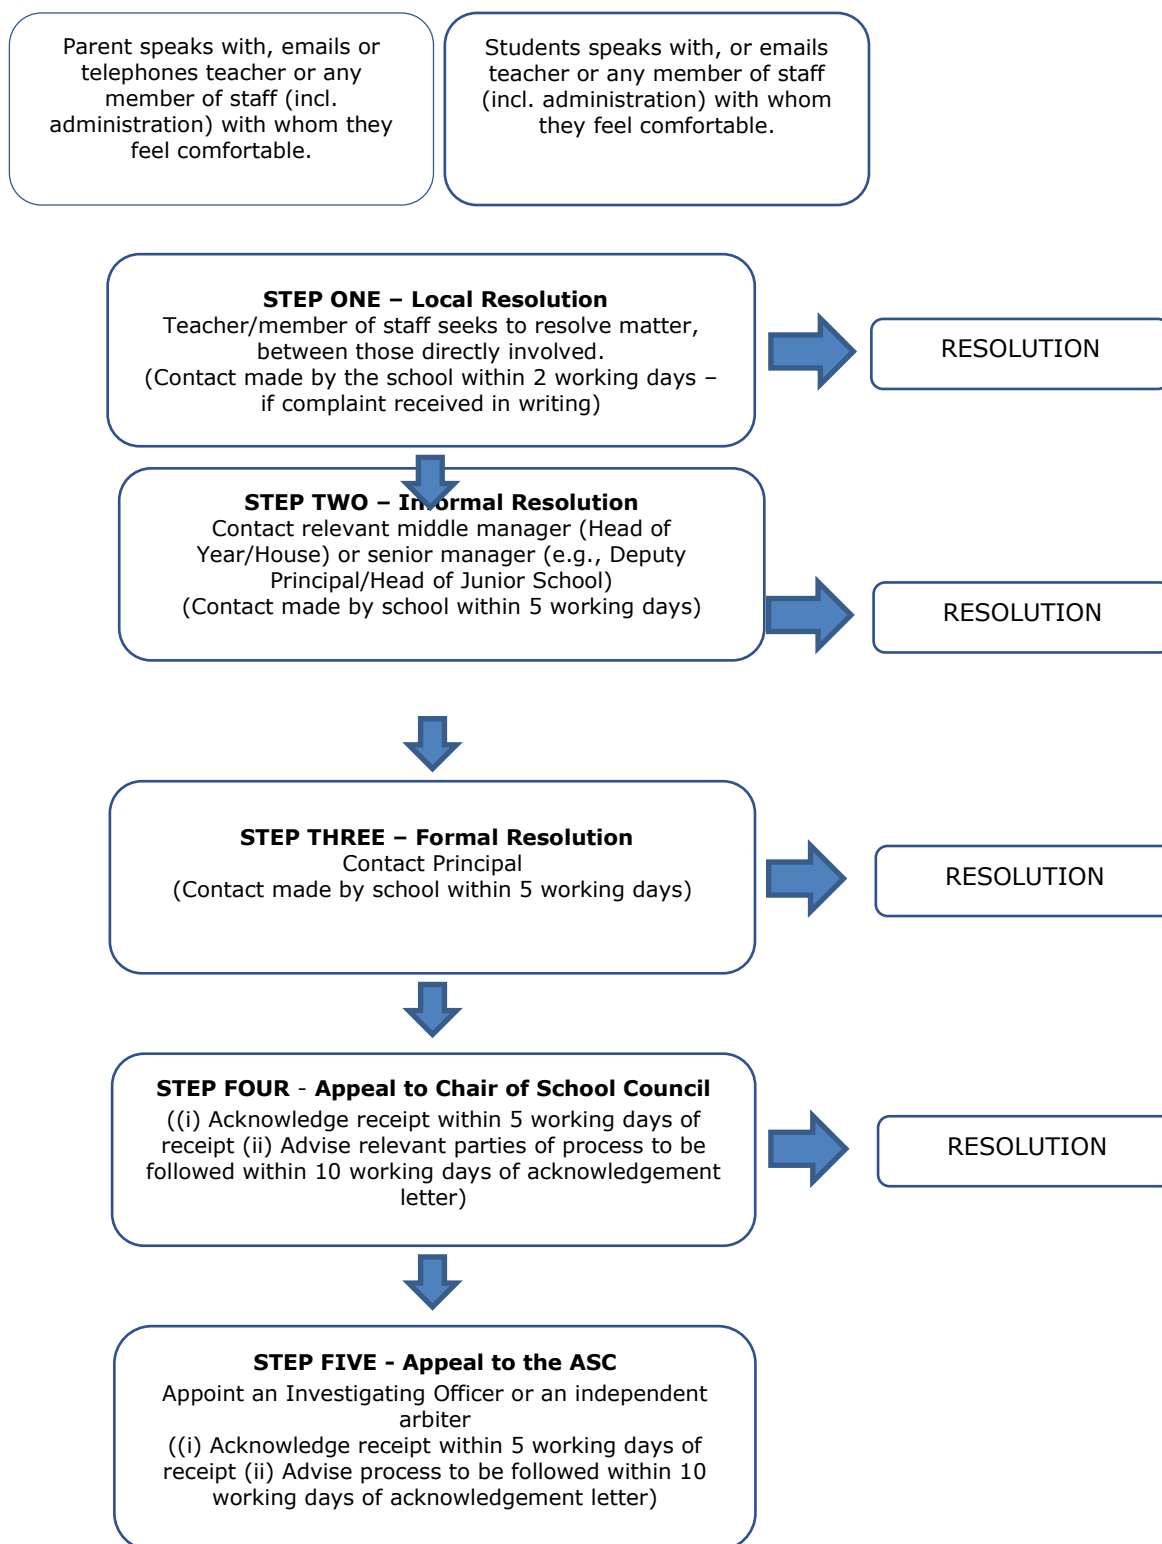 Parent speaks with, emails or
telephones teacher or any
member of staff (incl.
administration) with whom they
feel comfortable.
Students speaks with, or emails
teacher or any member of staff
(incl. administration) with whom
they feel comfortable.
STEP ONE – Local Resolution
Teacher/member of staff seeks to resolve matter,
between those directly involved.
(Contact made by the school within 2 working days –
if complaint received in writing)
RESOLUTION
STEP TWO – Informal Resolution
Contact relevant middle manager (Head of
Year/House) or senior manager (e.g., Deputy
Principal/Head of Junior School)
(Contact made by school within 5 working days)
RESOLUTION
STEP THREE – Formal Resolution
Contact Principal
(Contact made by school within 5 working days)
RESOLUTION
STEP FOUR - Appeal to Chair of School Council
((i) Acknowledge receipt within 5 working days of
receipt (ii) Advise relevant parties of process to be
followed within 10 working days of acknowledgement
letter)
RESOLUTION
STEP FIVE - Appeal to the ASC
Appoint an Investigating Officer or an independent
arbiter
((i) Acknowledge receipt within 5 working days of
receipt (ii) Advise process to be followed within 10
working days of acknowledgement letter)